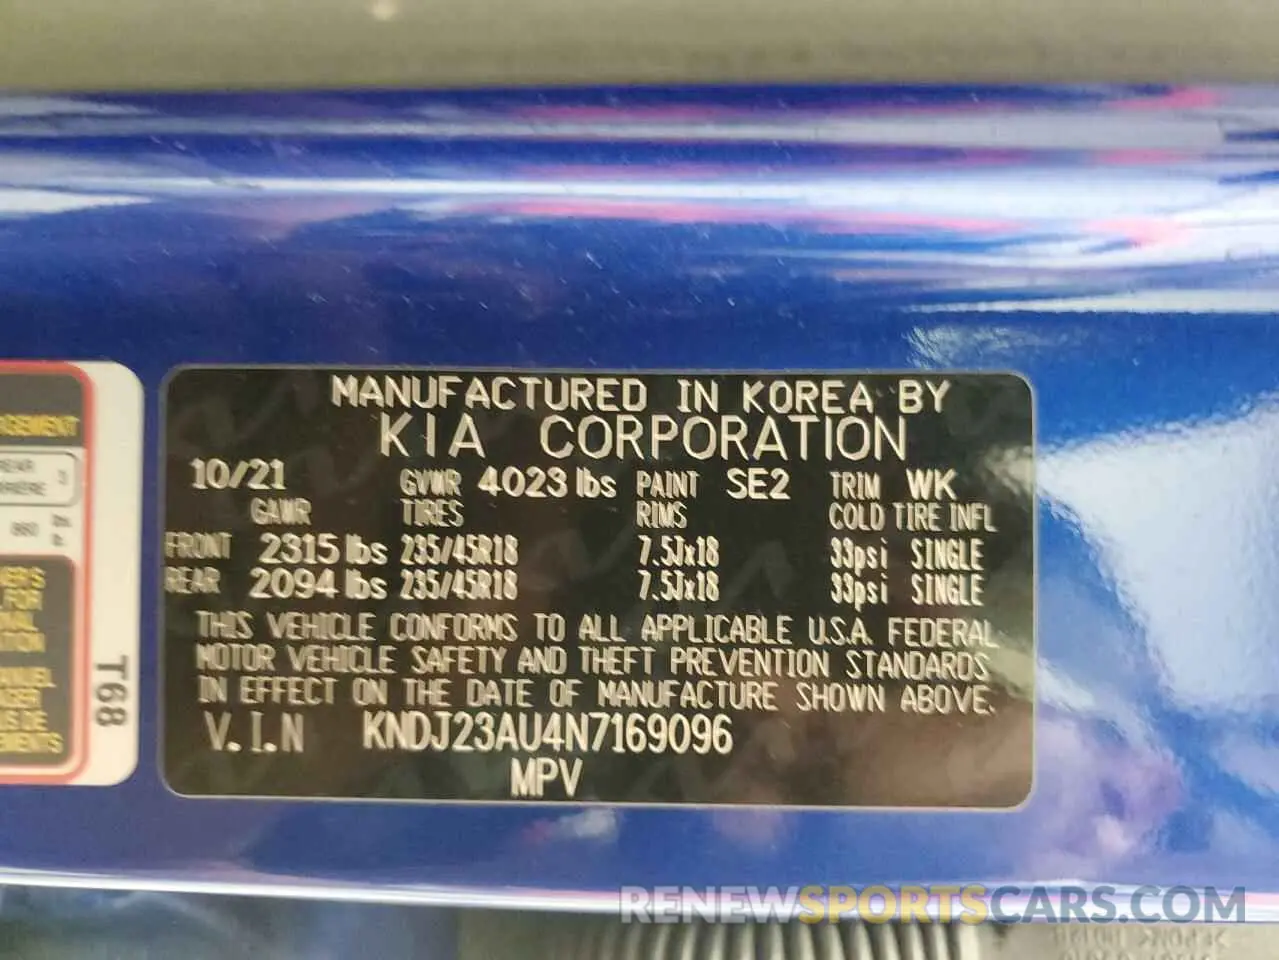 MANUFACTURED IN KOREA BY
KIA CORPORATION
10/21 GVWR 4023 lbs PAINT SE2 TRIM WK
GAWR TIRES RIMS COLD TIRE INFL
FRONT 2315 lbs 235/45R18 7.5Jx18 33psi SINGLE
REAR 2094 lbs 235/45R18 7.5Jx18 33psi SINGLE
THIS VEHICLE CONFORMS TO ALL APPLICABLE U.S.A. FEDERAL
MOTOR VEHICLE SAFETY AND THEFT PREVENTION STANDARDS
IN EFFECT ON THE DATE OF MANUFACTURE SHOWN ABOVE.
V.I.N KNDJ23AU4N7169096
MPV
T68
RENEWSPORTSCARS.COM